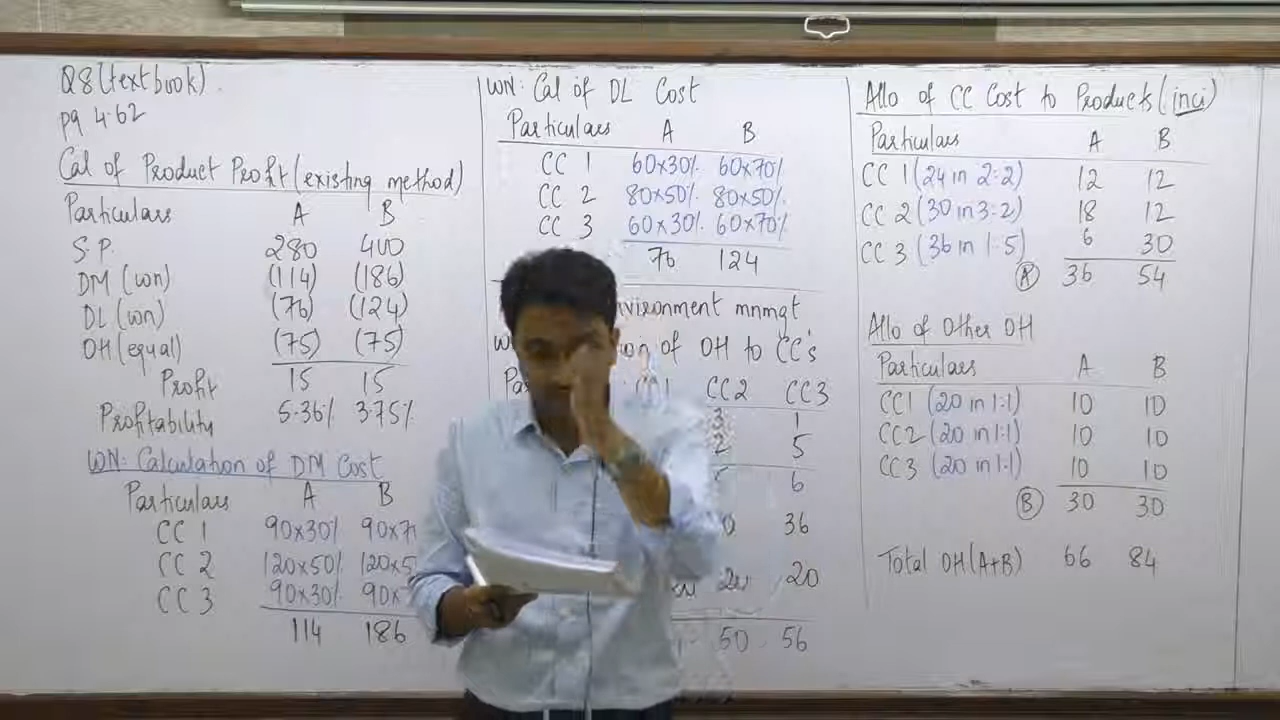 Q8(textbook)
pg 4.62
Cal of Product Profit (existing method)
Particulars A B
S.P. 280 400
DM (wn) (114) (186)
DL (wn) (76) (124)
OH (equal) (75) (75)
Profit 15 15
Profitability 5.36% 3.75%
WN: Calculation of DM Cost
Particulars A B
CC 1 90x30%
CC 2 120x50%
CC 3 90x30%
114 186
WN: Cal of DL Cost
Particulars A B
CC 1 60x30% 60x70%
CC 2 80x50% 80x50%
CC 3 60x30% 60x70%
76 124
mnmgt
of OH to CC's
CC2 CC3
3 1
2 5
6
36
20
50 56
Allo of CC Cost to Products (inci)
Particulars A B
CC 1 (24 in 2:2) 12 12
CC 2 (30 in 3:2) 18 12
CC 3 (36 in 1:5) 6 30
(A) 36 54
Allo of Other OH
Particulars A B
CC1 (20 in 1:1) 10 10
CC2 (20 in 1:1) 10 10
CC3 (20 in 1:1) 10 10
(B) 30 30
Total OH (A+B) 66 84